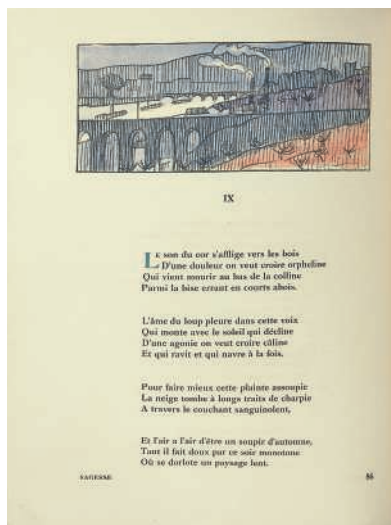 IX
LE son du cor s'afflige vers les bois
D'une douleur on veut croire orpheline
Qui vient mourir au bas de la colline
Parmi la bise errant en courts abois.
L'âme du loup pleure dans cette voix
Qui monte avec le soleil qui décline
D'une agonie on veut croire câline
Et qui ravit et qui navre à la fois.
Pour faire mieux cette plainte assoupie
La neige tombe à longs traits de charpie
A travers le couchant sanguinolent,
Et l'air a l'air d'être un soupir d'automne,
Tant il fait doux par ce soir monotone
Où se dorlote un paysage lent.
SAGESSE